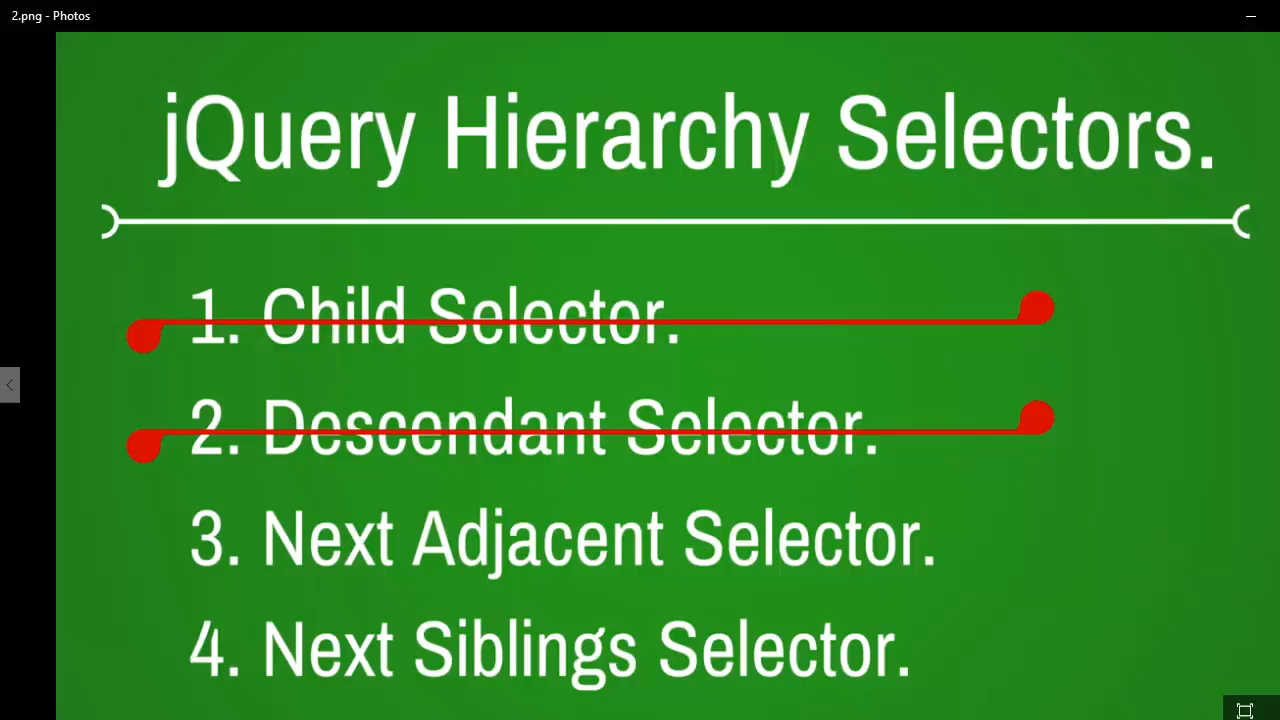 2.png - Photos
jQuery Hierarchy Selectors.
1. Child Selector.
2. Descendant Selector.
3. Next Adjacent Selector.
4. Next Siblings Selector.